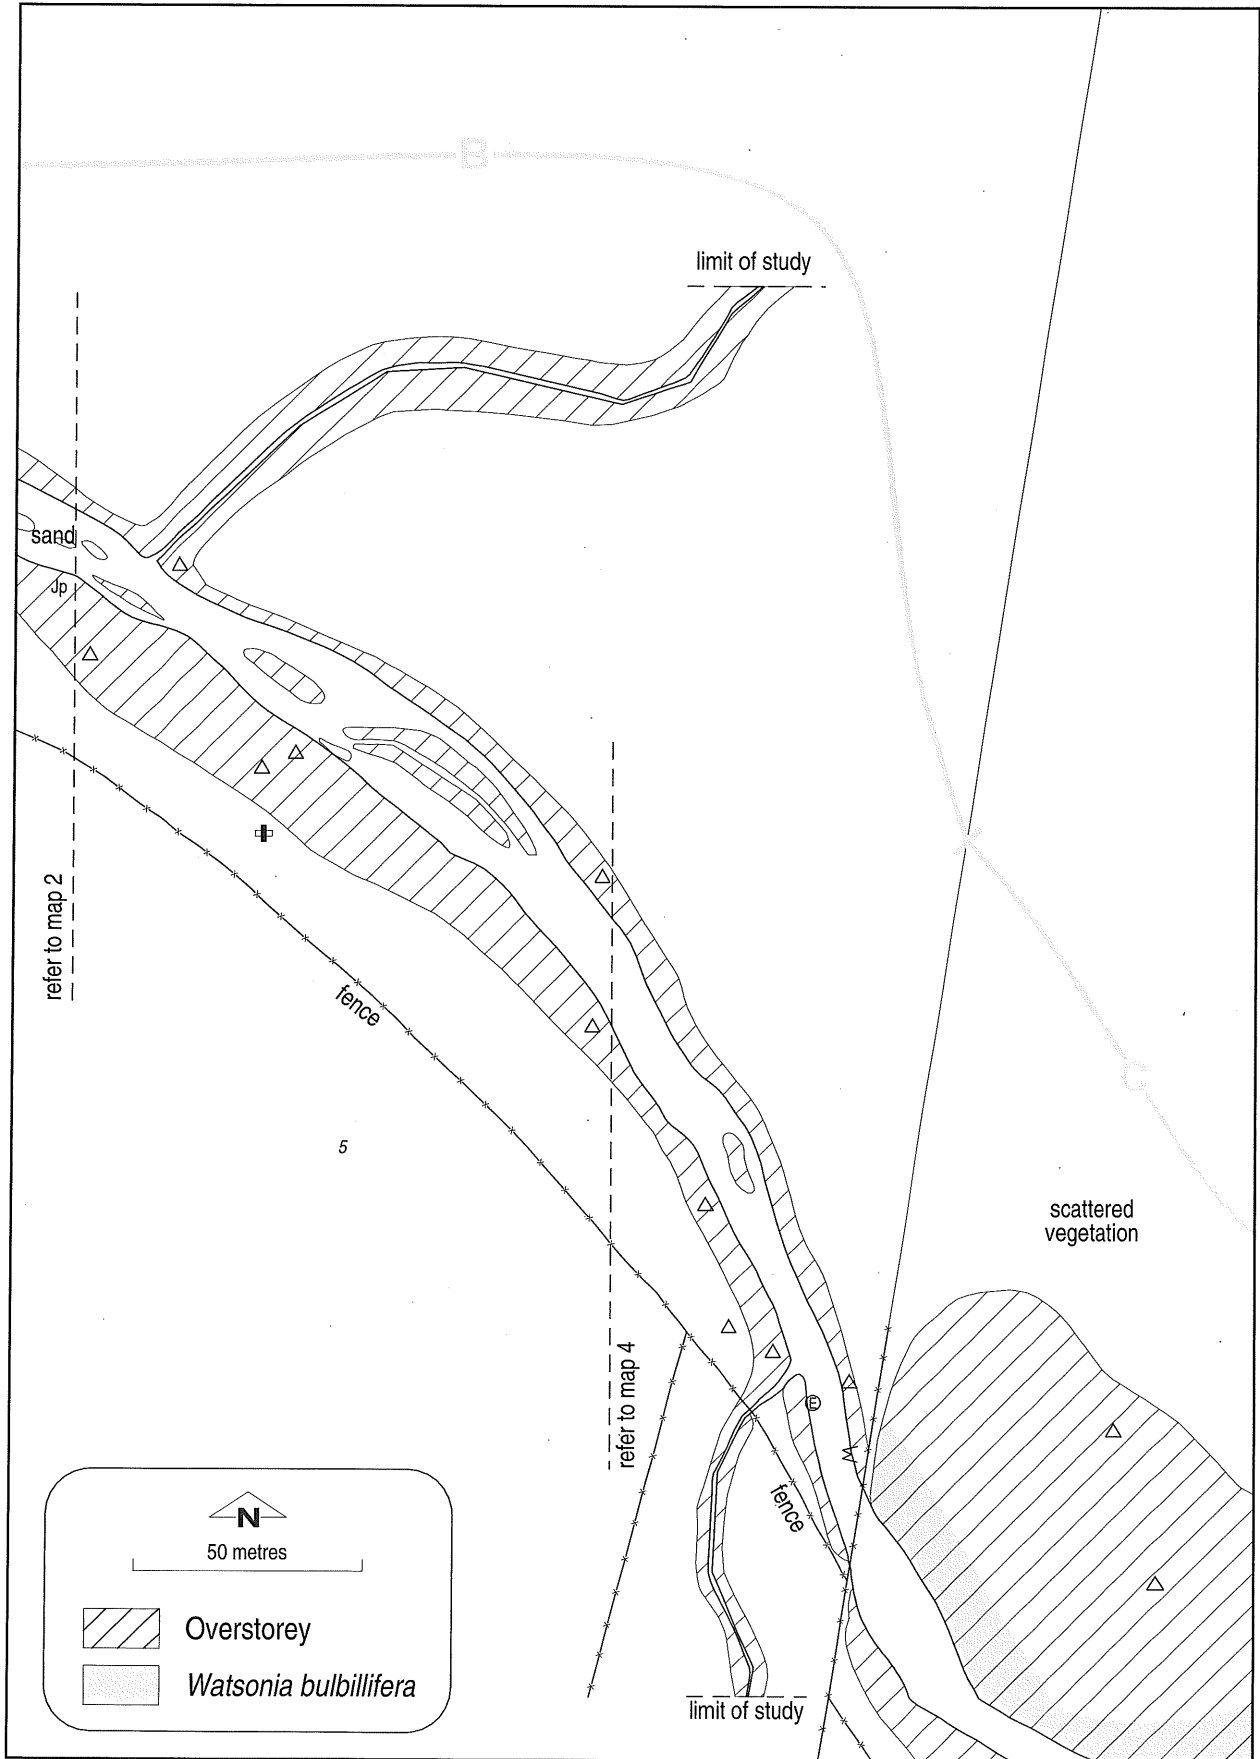 B
limit of study
sand
Jp
refer to map 2
fence
C
5
scattered
vegetation
refer to map 4
E
W
fence
N
50 metres
Overstorey
Watsonia bulbillifera
limit of study